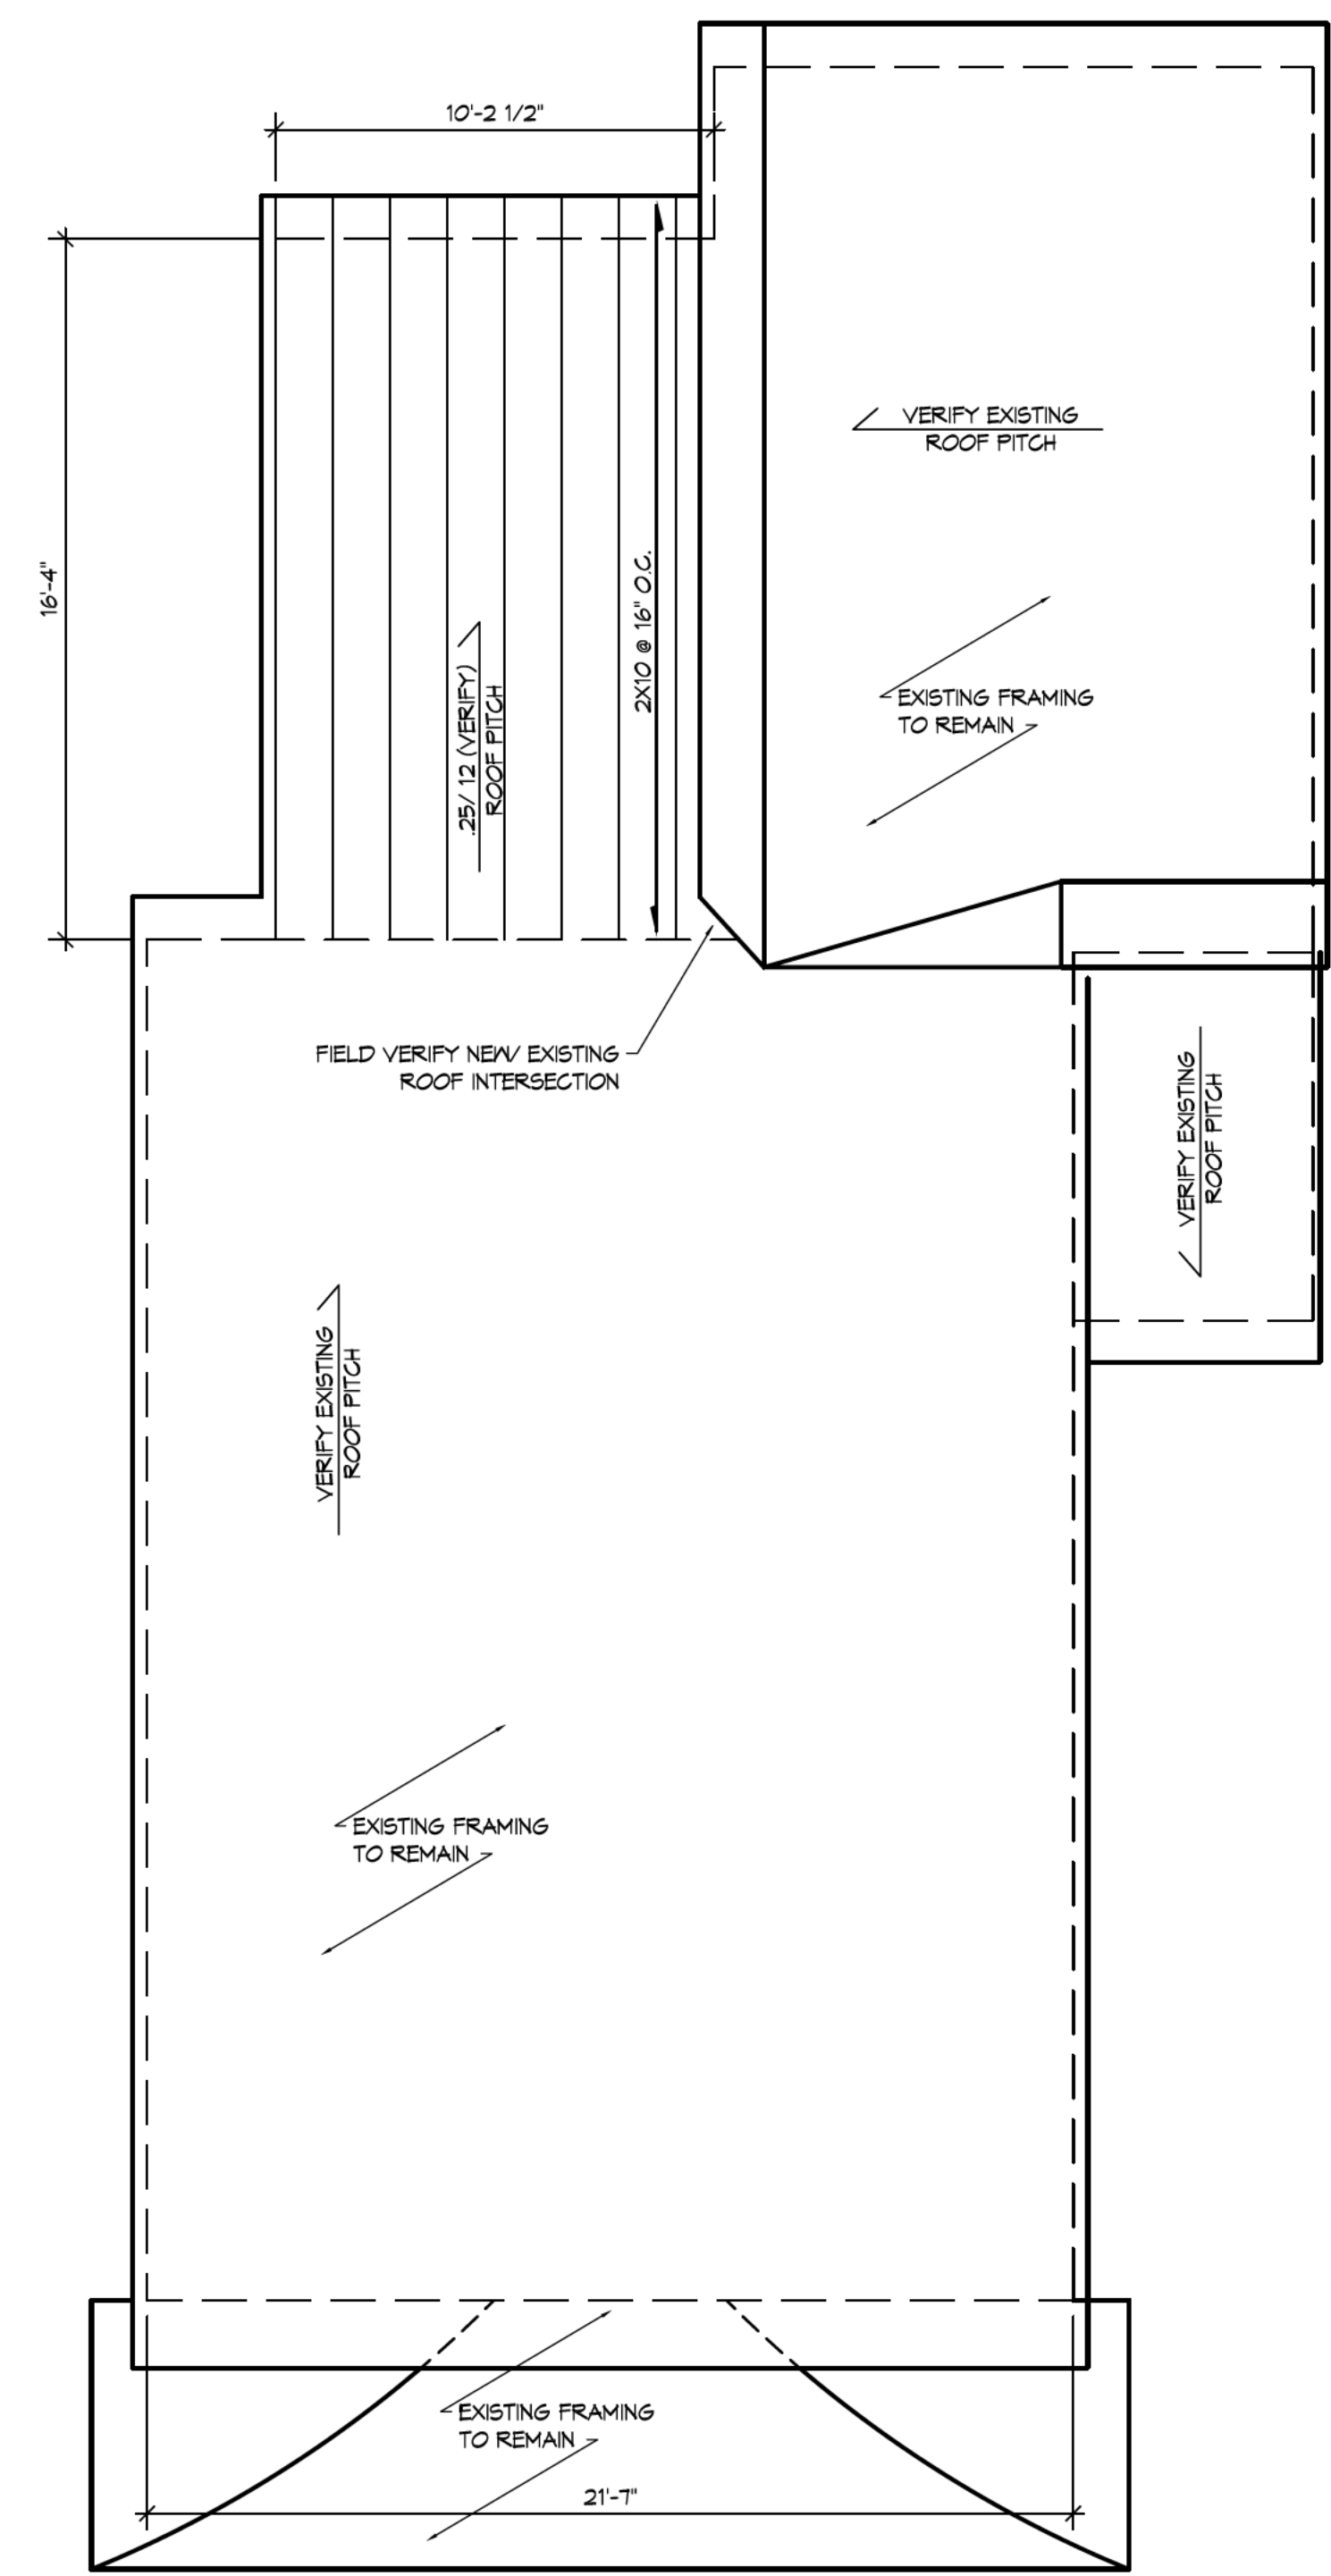 10'-2 1/2"
16'-4"
VERIFY EXISTING
ROOF PITCH
2X10 @ 16" O.C.
.25/ 12 (VERIFY)
ROOF PITCH
EXISTING FRAMING
TO REMAIN
FIELD VERIFY NEW/ EXISTING
ROOF INTERSECTION
VERIFY EXISTING
ROOF PITCH
VERIFY EXISTING
ROOF PITCH
EXISTING FRAMING
TO REMAIN
EXISTING FRAMING
TO REMAIN
21'-7"